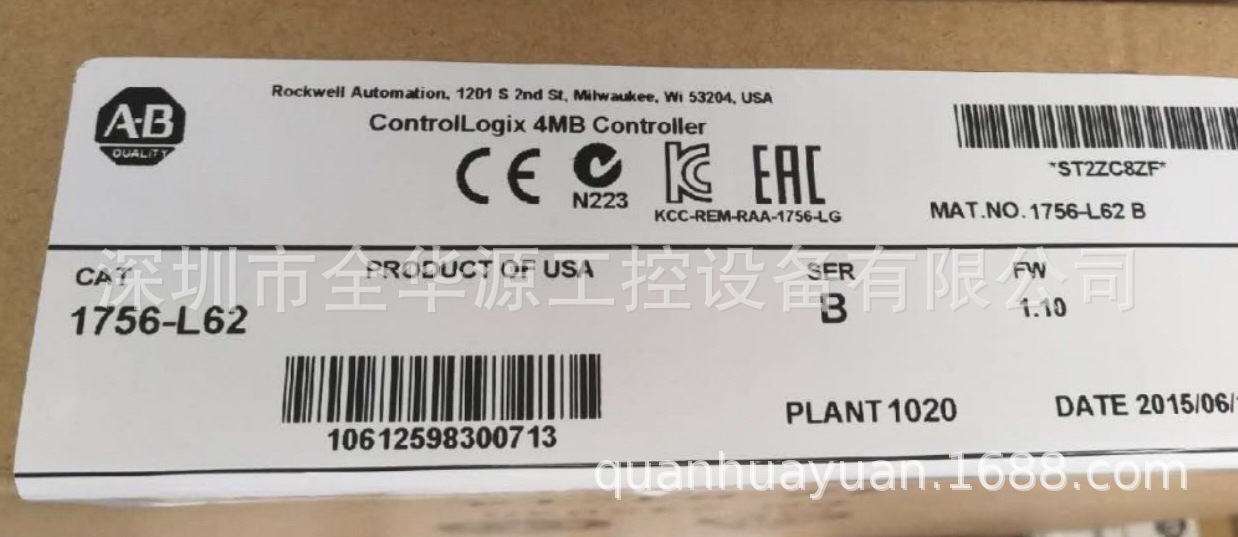 A-B
QUALITY
Rockwell Automation, 1201 S 2nd St, Milwaukee, Wi 53204, USA
ControlLogix 4MB Controller
CE
N223
KCC-REM-RAA-1756-LG
EAC
*ST2ZC8ZF*
MAT.NO. 1756-L62 B
深圳市全华源工控设备有限公司
CAT
1756-L62
PRODUCT OF USA
SER
B
FW
1.10
10612598300713
PLANT 1020
DATE 2015/06/
quanhuayuan.1688.com